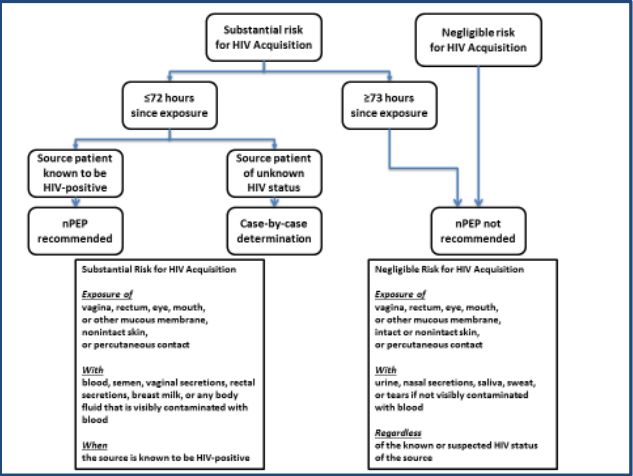 Substantial risk
for HIV Acquisition
Negligible risk
for HIV Acquisition
≤72 hours
since exposure
≥73 hours
since exposure
Source patient
known to be
HIV-positive
Source patient
of unknown
HIV status
nPEP
recommended
Case-by-case
determination
nPEP not
recommended
Substantial Risk for HIV Acquisition
Exposure of
vagina, rectum, eye, mouth,
or other mucous membrane,
nonintact skin,
or percutaneous contact
With
blood, semen, vaginal secretions, rectal
secretions, breast milk, or any body
fluid that is visibly contaminated with
blood
When
the source is known to be HIV-positive
Negligible Risk for HIV Acquisition
Exposure of
vagina, rectum, eye, mouth,
or other mucous membrane,
intact or nonintact skin,
or percutaneous contact
With
urine, nasal secretions, saliva, sweat,
or tears if not visibly contaminated
with blood
Regardless
of the known or suspected HIV status
of the source